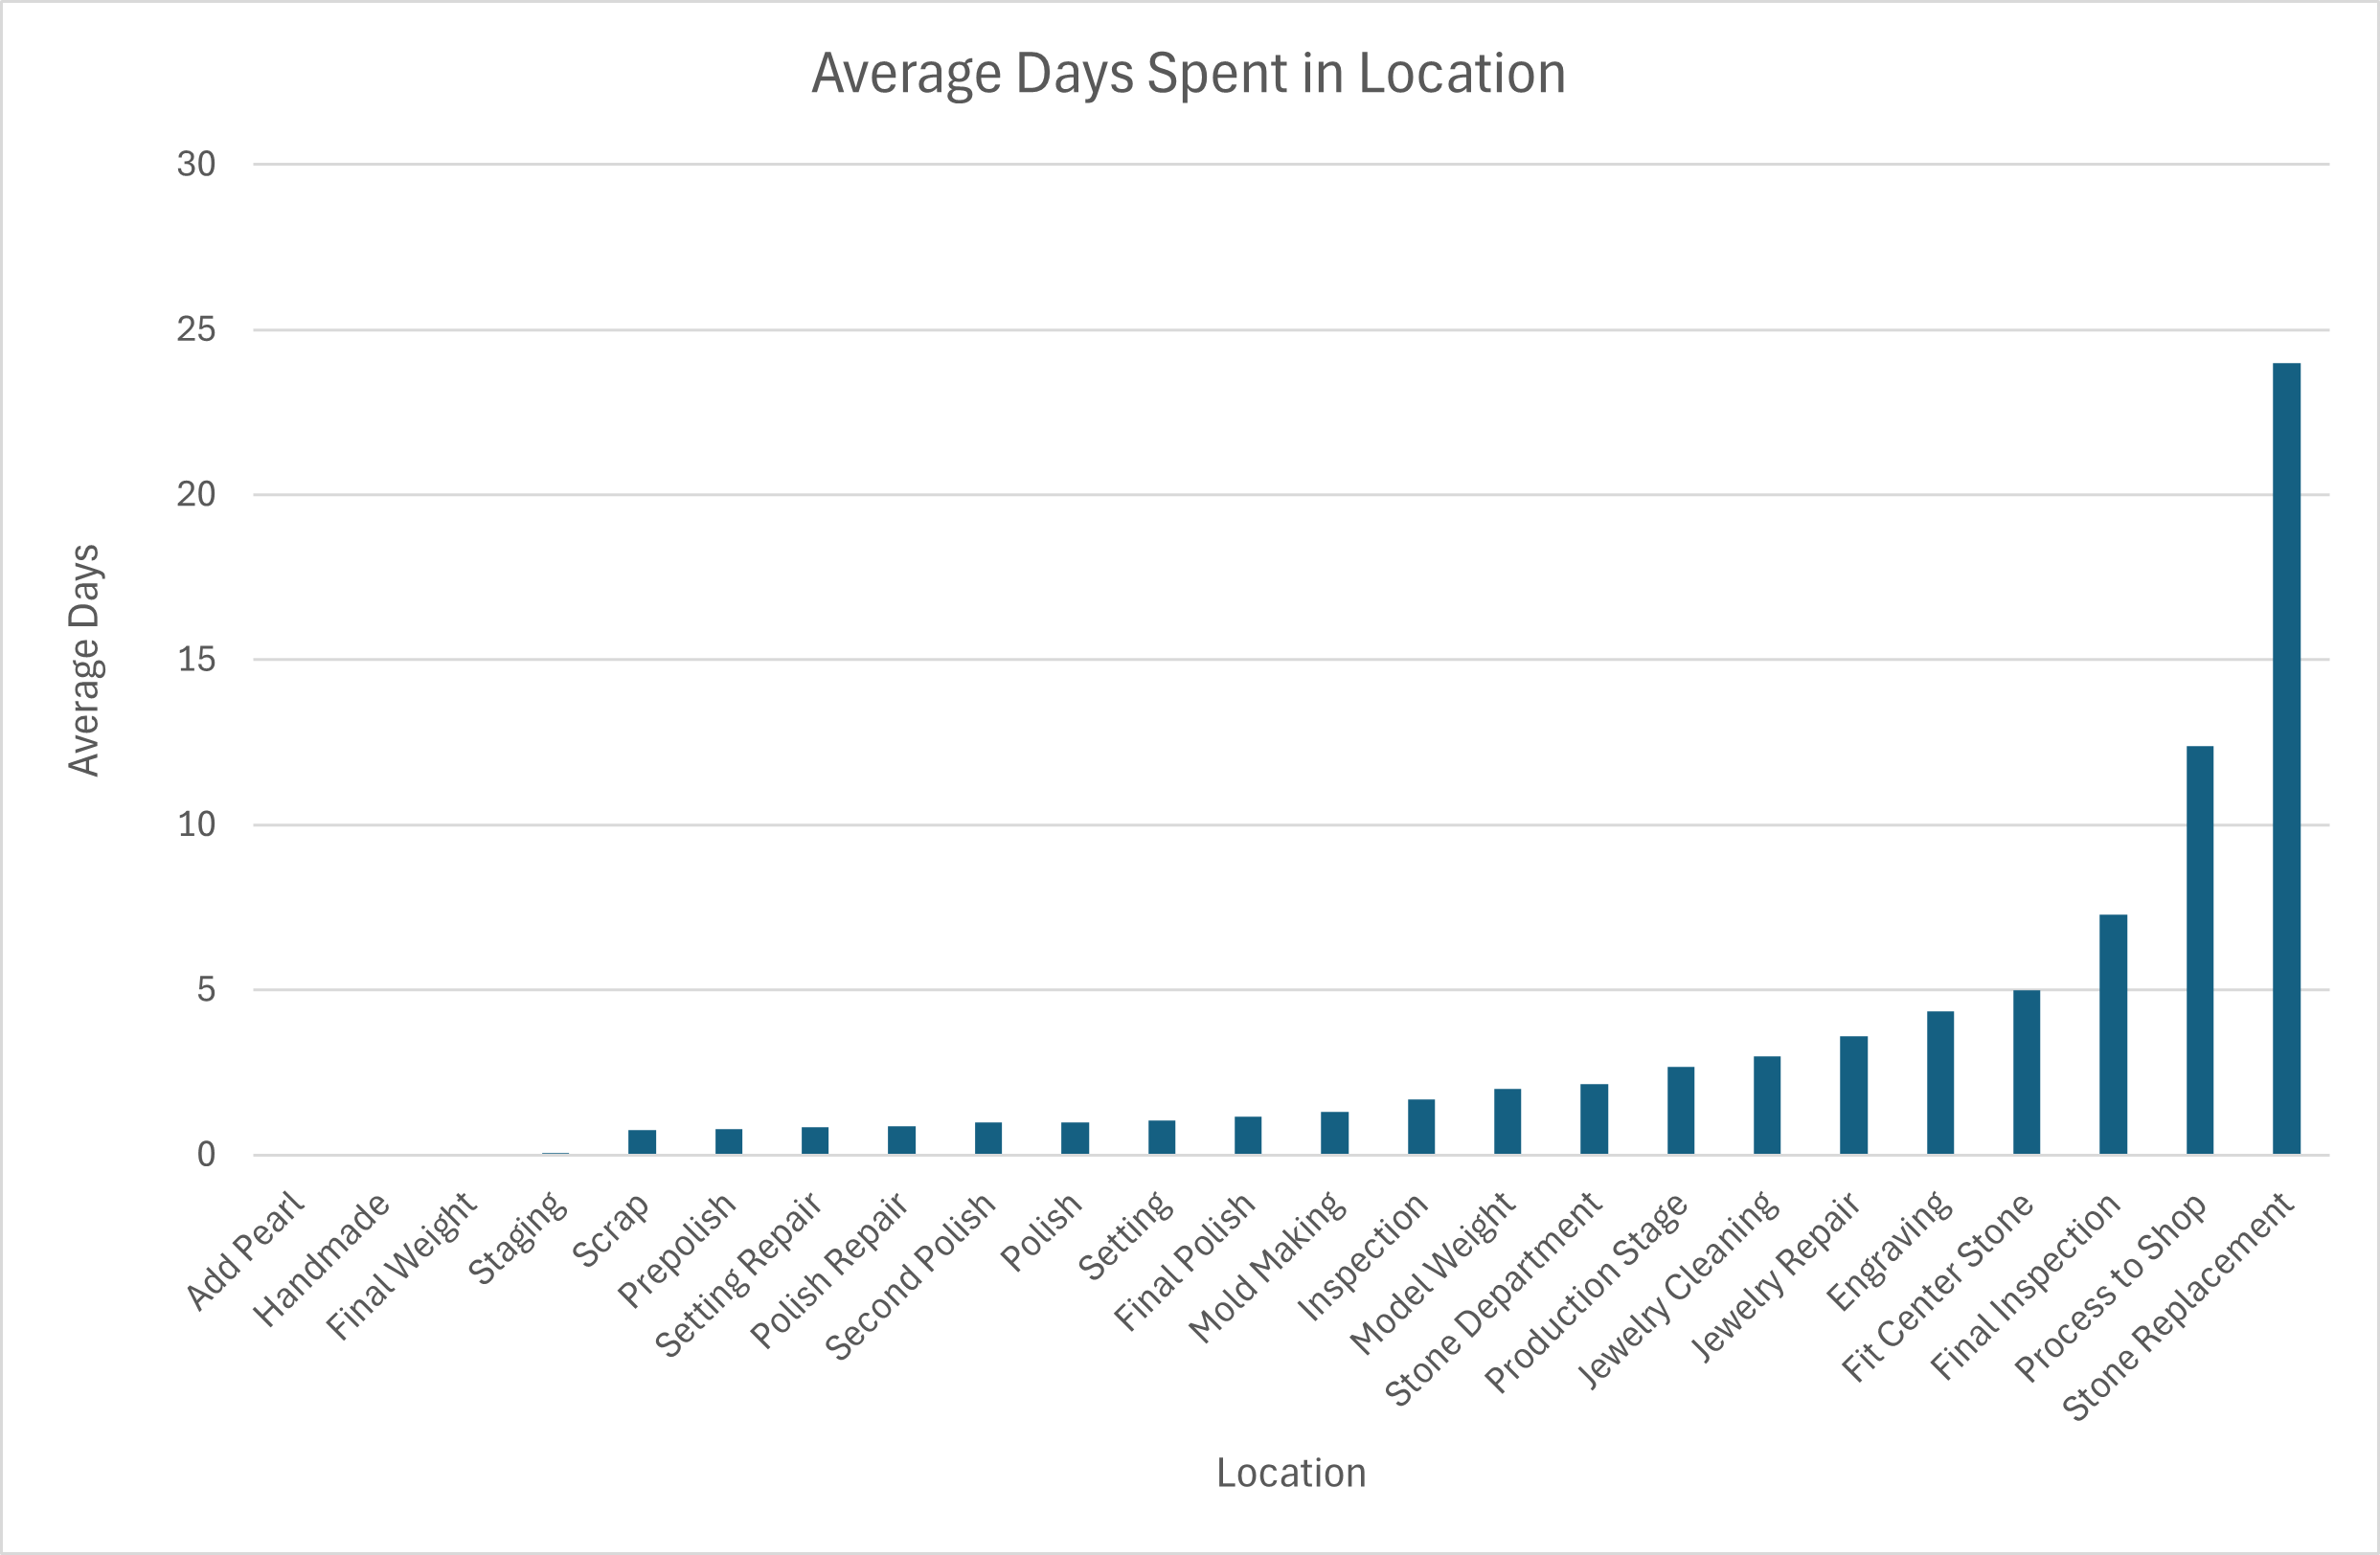 Average Days Spent in Location
30
25
20
15
10
5
0
Average Days
Add Pearl
Handmade
Final Weight
Staging
Scrap
Prepolish
Setting Repair
Polish Repair
Second Polish
Polish
Setting
Final Polish
Mold Making
Inspection
Model Weight
Stone Department
Production Stage
Jewelry Cleaning
Jewelry Repair
Engraving
Fit Center Stone
Final Inspection
Process to Shop
Stone Replacement
Location